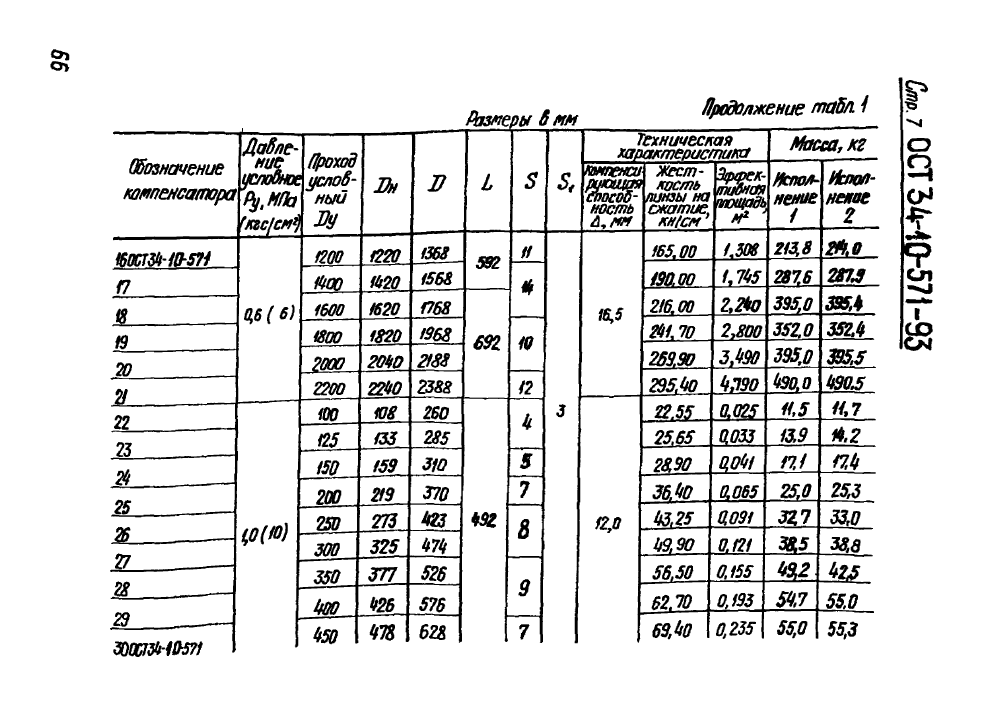 66
Стр. 7 ОСТ 34-10-571-93
Продолжение табл. 1
Размеры в мм
Обозначение компенсатора | Давление условное Ру, МПа (кгс/см²) | Проход условный Dу | Dн | D | L | S | S₁ | Техническая характеристика | Масса, кг
Компенсирующая способность Δ, мм | Жесткость линзы на сжатие, кН/см | Эффективная площадь, м² | Исполнение 1 | Исполнение 2
16 ОСТ34-10-571 | 0,6 (6) | 1200 | 1220 | 1368 | 592 | 11 | 3 | 16,5 | 165,00 | 1,308 | 213,8 | 214,0
17 | 1400 | 1420 | 1568 | 14 | 190,00 | 1,745 | 287,6 | 287.9
18 | 1600 | 1620 | 1768 | 692 | 216,00 | 2,240 | 395,0 | 395,4
19 | 1800 | 1820 | 1968 | 10 | 241,70 | 2,800 | 352,0 | 352,4
20 | 2000 | 2040 | 2188 | 269,90 | 3,490 | 395,0 | 395,5
21 | 2200 | 2240 | 2388 | 12 | 295,40 | 4,790 | 490,0 | 490.5
22 | 1,0 (10) | 100 | 108 | 260 | 492 | 4 | 12,0 | 22,55 | 0,025 | 11,5 | 11,7
23 | 125 | 133 | 285 | 25,65 | 0,033 | 13.9 | 14.2
24 | 150 | 159 | 310 | 5 | 28,90 | 0,041 | 17,1 | 17,4
25 | 200 | 219 | 370 | 7 | 36,40 | 0,065 | 25,0 | 25,3
26 | 250 | 273 | 423 | 8 | 43,25 | 0,091 | 32,7 | 33,0
27 | 300 | 325 | 474 | 49,90 | 0,121 | 38,5 | 38,8
28 | 350 | 377 | 526 | 9 | 56,50 | 0,155 | 49,2 | 42,5
29 | 400 | 426 | 576 | 62,70 | 0,193 | 54,7 | 55,0
30 ОСТ34-10-571 | 450 | 478 | 628 | 7 | 69,40 | 0,235 | 55,0 | 55,3